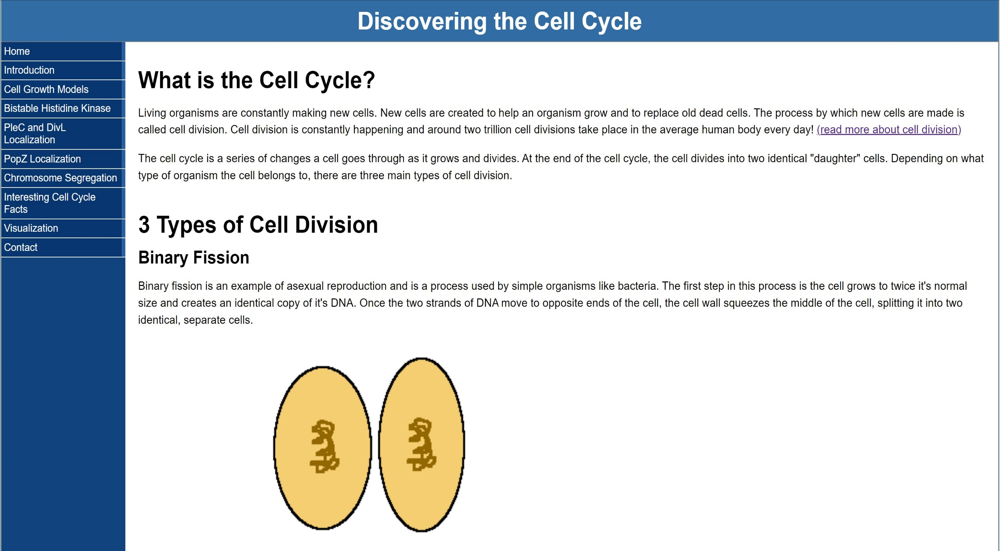 Discovering the Cell Cycle
Home
Introduction
Cell Growth Models
Bistable Histidine Kinase
PleC and DivL
Localization
PopZ Localization
Chromosome Segregation
Interesting Cell Cycle
Facts
Visualization
Contact
What is the Cell Cycle?
Living organisms are constantly making new cells. New cells are created to help an organism grow and to replace old dead cells. The process by which new cells are made is
called cell division. Cell division is constantly happening and around two trillion cell divisions take place in the average human body every day! (read more about cell division)
The cell cycle is a series of changes a cell goes through as it grows and divides. At the end of the cell cycle, the cell divides into two identical "daughter" cells. Depending on what
type of organism the cell belongs to, there are three main types of cell division.
3 Types of Cell Division
Binary Fission
Binary fission is an example of asexual reproduction and is a process used by simple organisms like bacteria. The first step in this process is the cell grows to twice it's normal
size and creates an identical copy of it's DNA. Once the two strands of DNA move to opposite ends of the cell, the cell wall squeezes the middle of the cell, splitting it into two
identical, separate cells.